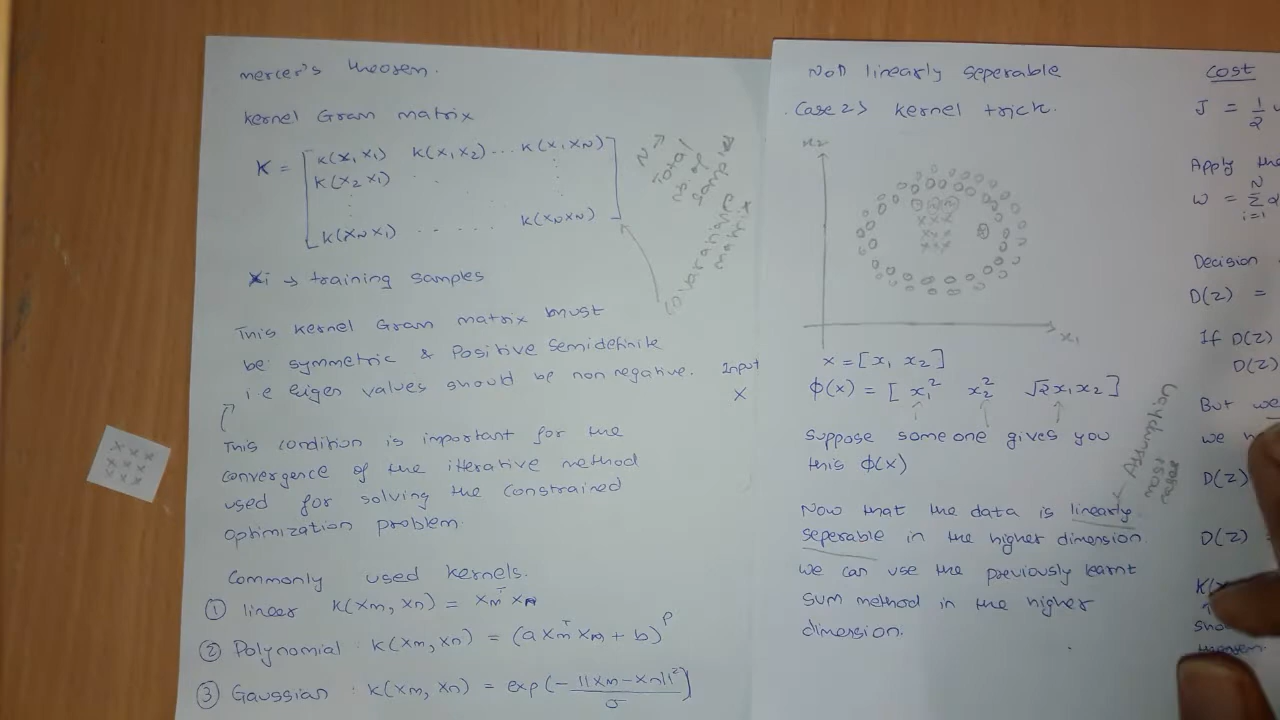 mercer's theorem.
Kernel Gram matrix
K = [ K(x₁ x₁) K(x₁ x₂) ... K(x₁ xN)
K(x₂ x₁) . . :
: . . :
: . . K(xN xN)
K(xN x₁) . . . . . . ]
N → Total no. of samples
Covariance matrix
xi → training samples
This Kernel Gram matrix must
be symmetric & Positive semidefinite
i.e Eigen values should be non negative.
This condition is important for the
convergence of the iterative method
used for solving the constrained
optimization problem.
Commonly used kernels.
① linear K(xm, xn) = xmᵀ xn
② Polynomial : K(xm, xn) = (a xmᵀ xn + b)ᴾ
③ Gaussian : K(xm, xn) = exp(-||xm - xn||²/σ)
Input
X
Non linearly seperable
Case 2> Kernel trick.
x₂
x₁
x = [x₁ x₂]
φ(x) = [x₁² x₂² √2 x₁x₂]
Suppose someone gives you
this φ(x)
Assumption most cases
Now that the data is linearly
seperable in the higher dimension.
we can use the previously learnt
SVM method in the higher
dimension.
Cost
J = 1/2
Apply the
w = Σ N i=1
Decision
D(z) =
If D(z)
D(z)
But we
we
D(z)
D(z) =
theorem.